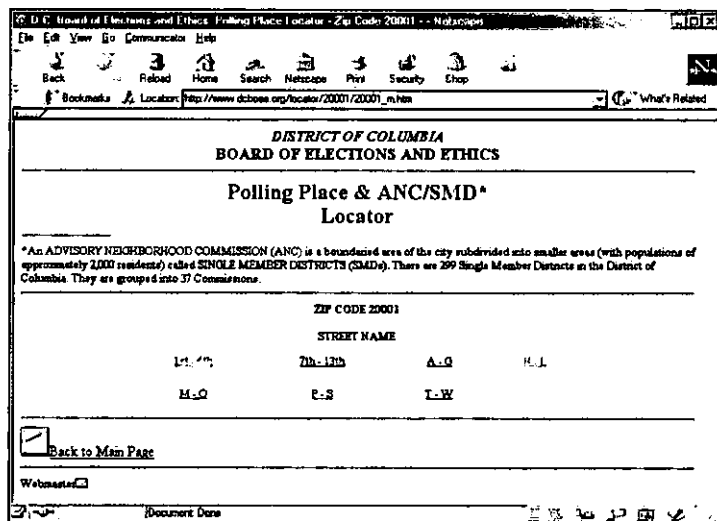 D.C. Board of Elections and Ethics Polling Place Locator - Zip Code 20001 - - Netscape
File Edit View Go Communicator Help
Back Reload Home Search Netscape Print Security Shop
Bookmarks Location: http://www.dcboee.org/locator/20001/20001_m.htm What's Related
DISTRICT OF COLUMBIA
BOARD OF ELECTIONS AND ETHICS
Polling Place & ANC/SMD*
Locator
*An ADVISORY NEIGHBORHOOD COMMISSION (ANC) is a boundaried area of the city subdivided into smaller areas (with populations of
approximately 2,000 residents) called SINGLE MEMBER DISTRICTS (SMDs). There are 299 Single Member Districts in the District of
Columbia. They are grouped into 37 Commissions.
ZIP CODE 20001
STREET NAME
7th - 13th A - G
M - O P - S T - W
Back to Main Page
Webmaster
Document Done